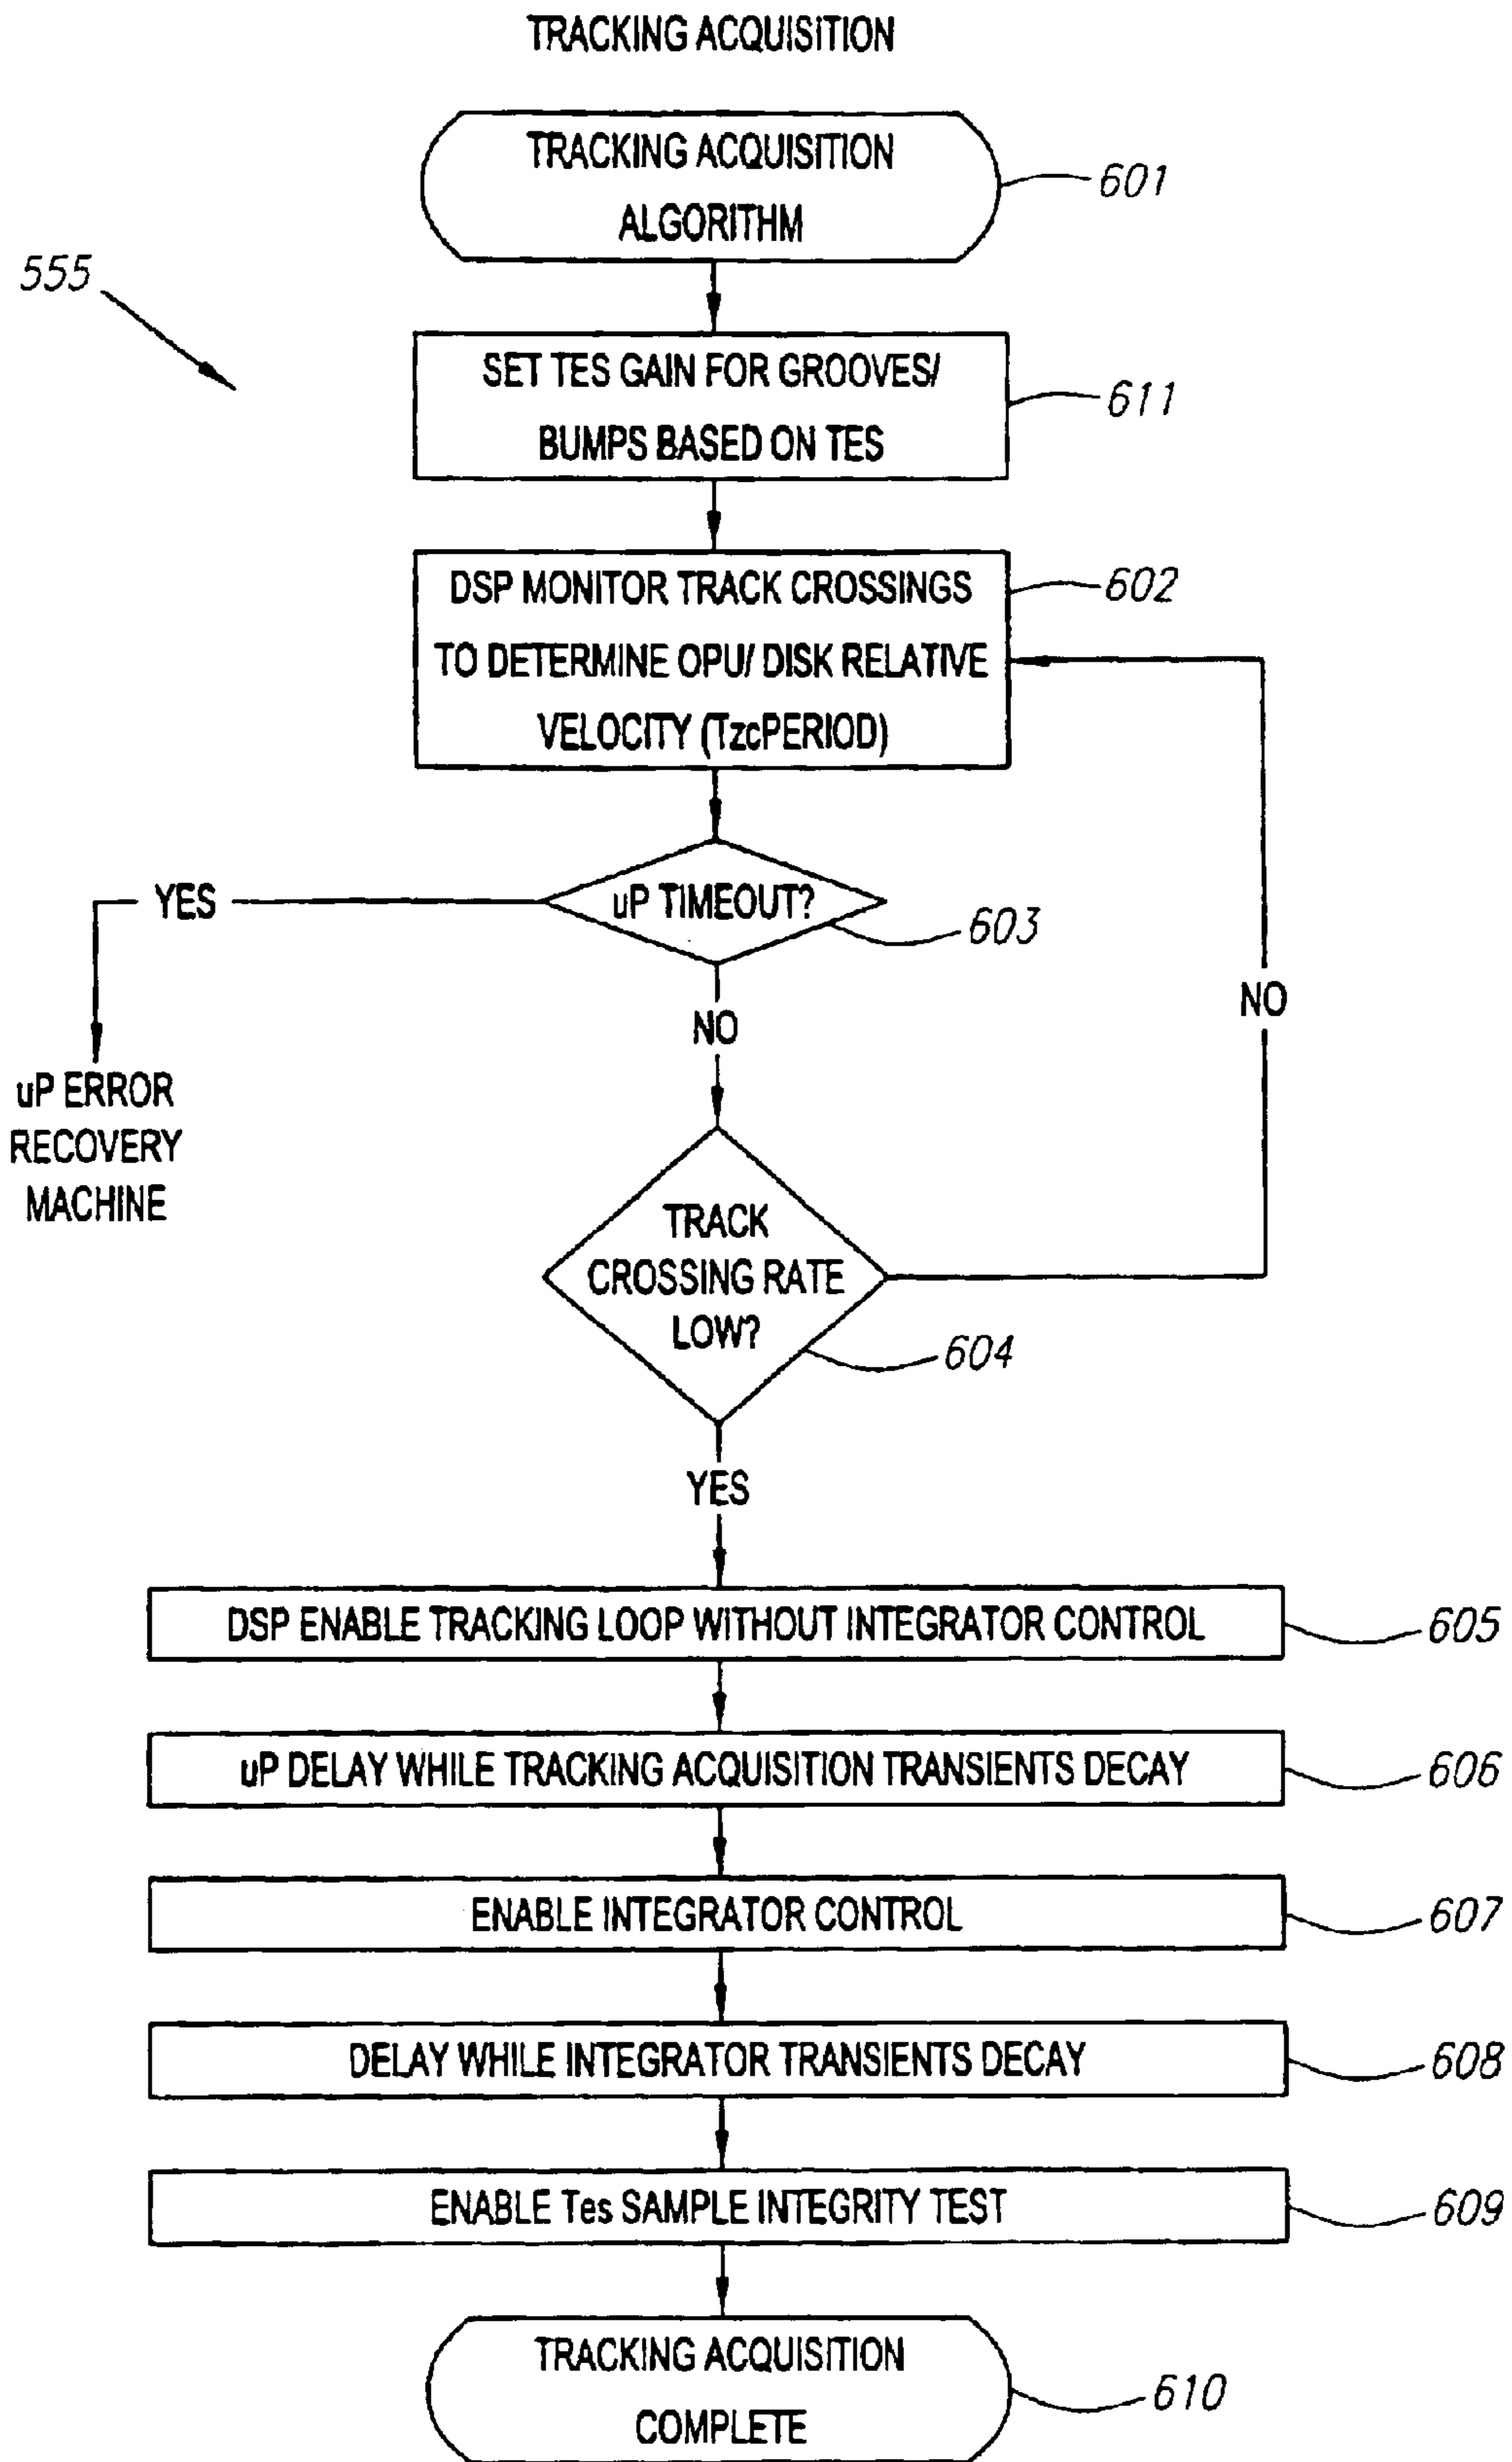 TRACKING ACQUISITION
TRACKING ACQUISITION
ALGORITHM
601
555
SET TES GAIN FOR GROOVES/
BUMPS BASED ON TES
611
DSP MONITOR TRACK CROSSINGS
TO DETERMINE OPU/ DISK RELATIVE
VELOCITY (TzcPERIOD)
602
YES
uP TIMEOUT?
603
NO
NO
uP ERROR
RECOVERY
MACHINE
TRACK
CROSSING RATE
LOW?
604
YES
DSP ENABLE TRACKING LOOP WITHOUT INTEGRATOR CONTROL
605
uP DELAY WHILE TRACKING ACQUISITION TRANSIENTS DECAY
606
ENABLE INTEGRATOR CONTROL
607
DELAY WHILE INTEGRATOR TRANSIENTS DECAY
608
ENABLE Tes SAMPLE INTEGRITY TEST
609
TRACKING ACQUISITION
COMPLETE
610